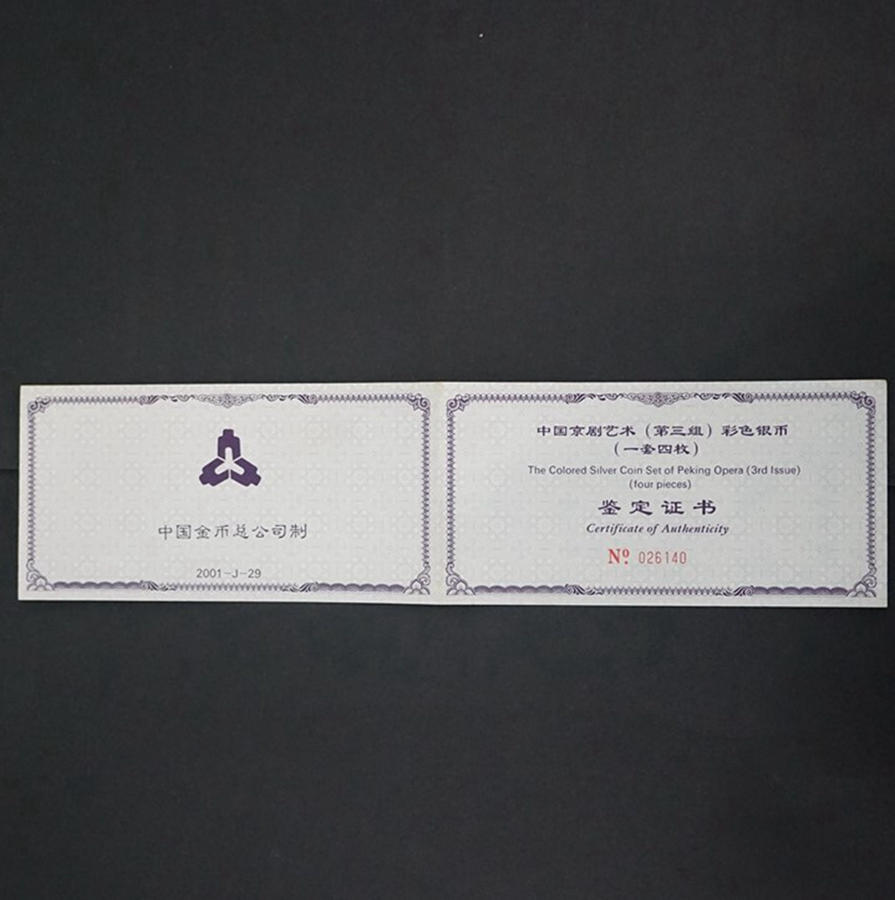 中国金币总公司制
2001-J-29
中国京剧艺术（第三组）彩色银币
（一套四枚）
The Colored Silver Coin Set of Peking Opera (3rd Issue)
(four pieces)
鉴定证书
Certificate of Authenticity
Nº. 026140